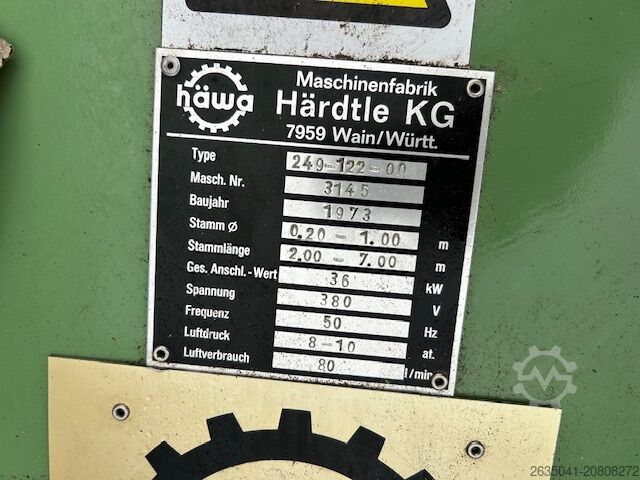 häwa
Maschinenfabrik
Härdtle KG
7959 Wain/Württ.
Type 249-122-00
Masch. Nr. 3145
Baujahr 1973
Stamm Ø 0.20 - 1.00 m
Stammlänge 2.00 - 7.00 m
Ges. Anschl.-Wert 36 kW
Spannung 380 V
Frequenz 50 Hz
Luftdruck 8-10 at.
Luftverbrauch 80 l/min
2635041-20808272